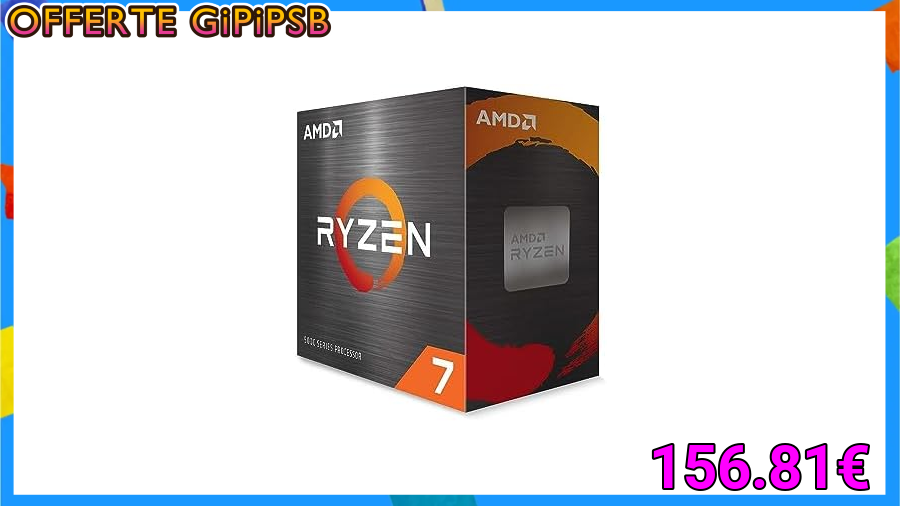 OFFERTE GiPiPSB
AMD
AMD
RYZEN
AMD
RYZEN
5000 SERIES PROCESSOR
7
156.81€